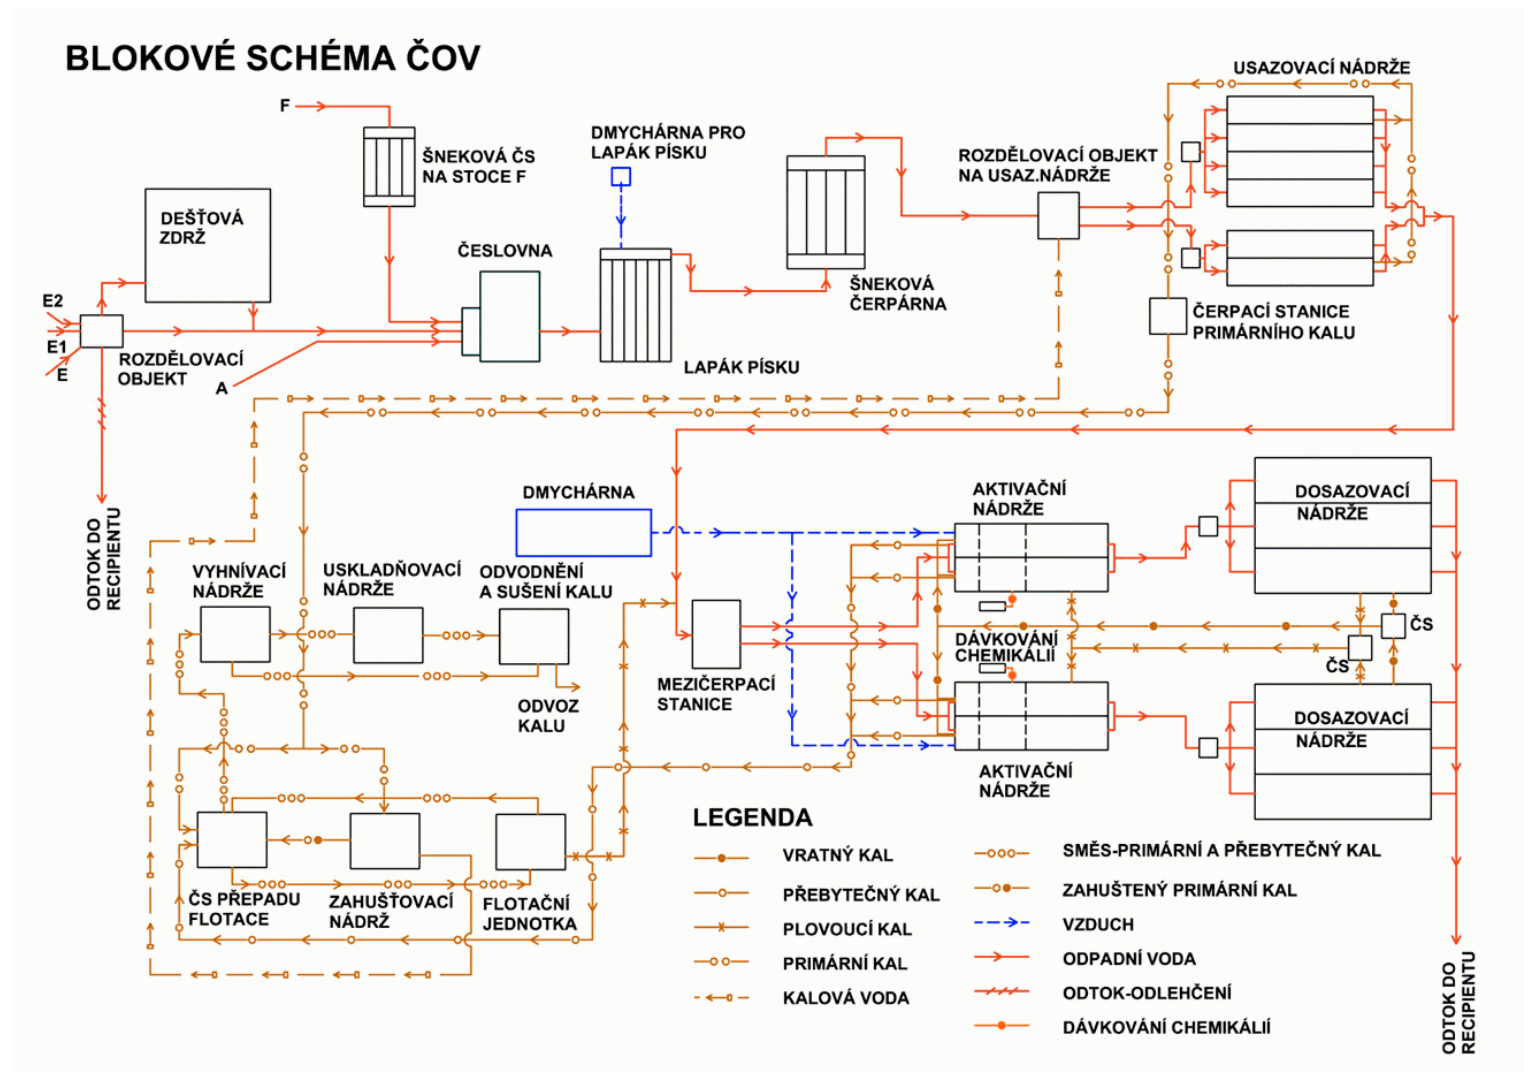 BLOKOVÉ SCHÉMA ČOV
USAZOVACÍ NÁDRŽE
F
DMYCHÁRNA PRO
LAPÁK PÍSKU
ŠNEKOVÁ ČS
NA STOCE F
ROZDĚLOVACÍ OBJEKT
NA USAZ.NÁDRŽE
DEŠŤOVÁ
ZDRŽ
ČESLOVNA
ŠNEKOVÁ
ČERPÁRNA
E2
E1
E
ROZDĚLOVACÍ
OBJEKT
A
LAPÁK PÍSKU
ČERPACÍ STANICE
PRIMÁRNÍHO KALU
ODTOK DO
RECIPIENTU
DMYCHÁRNA
AKTIVAČNÍ
NÁDRŽE
DOSAZOVACÍ
NÁDRŽE
VYHNÍVACÍ
NÁDRŽE
USKLADŇOVACÍ
NÁDRŽE
ODVODNĚNÍ
A SUŠENÍ KALU
ČS
DÁVKOVÁNÍ
CHEMIKÁLIÍ
ČS
MEZIČERPACÍ
STANICE
ODVOZ
KALU
DOSAZOVACÍ
NÁDRŽE
AKTIVAČNÍ
NÁDRŽE
ČS PŘEPADU
FLOTACE
ZAHUŠŤOVACÍ
NÁDRŽ
FLOTAČNÍ
JEDNOTKA
LEGENDA
VRATNÝ KAL
PŘEBYTEČNÝ KAL
PLOVOUCÍ KAL
PRIMÁRNÍ KAL
KALOVÁ VODA
SMĚS-PRIMÁRNÍ A PŘEBYTEČNÝ KAL
ZAHUŠTENÝ PRIMÁRNÍ KAL
VZDUCH
ODPADNÍ VODA
ODTOK-ODLEHČENÍ
DÁVKOVÁNÍ CHEMIKÁLIÍ
ODTOK DO
RECIPIENTU